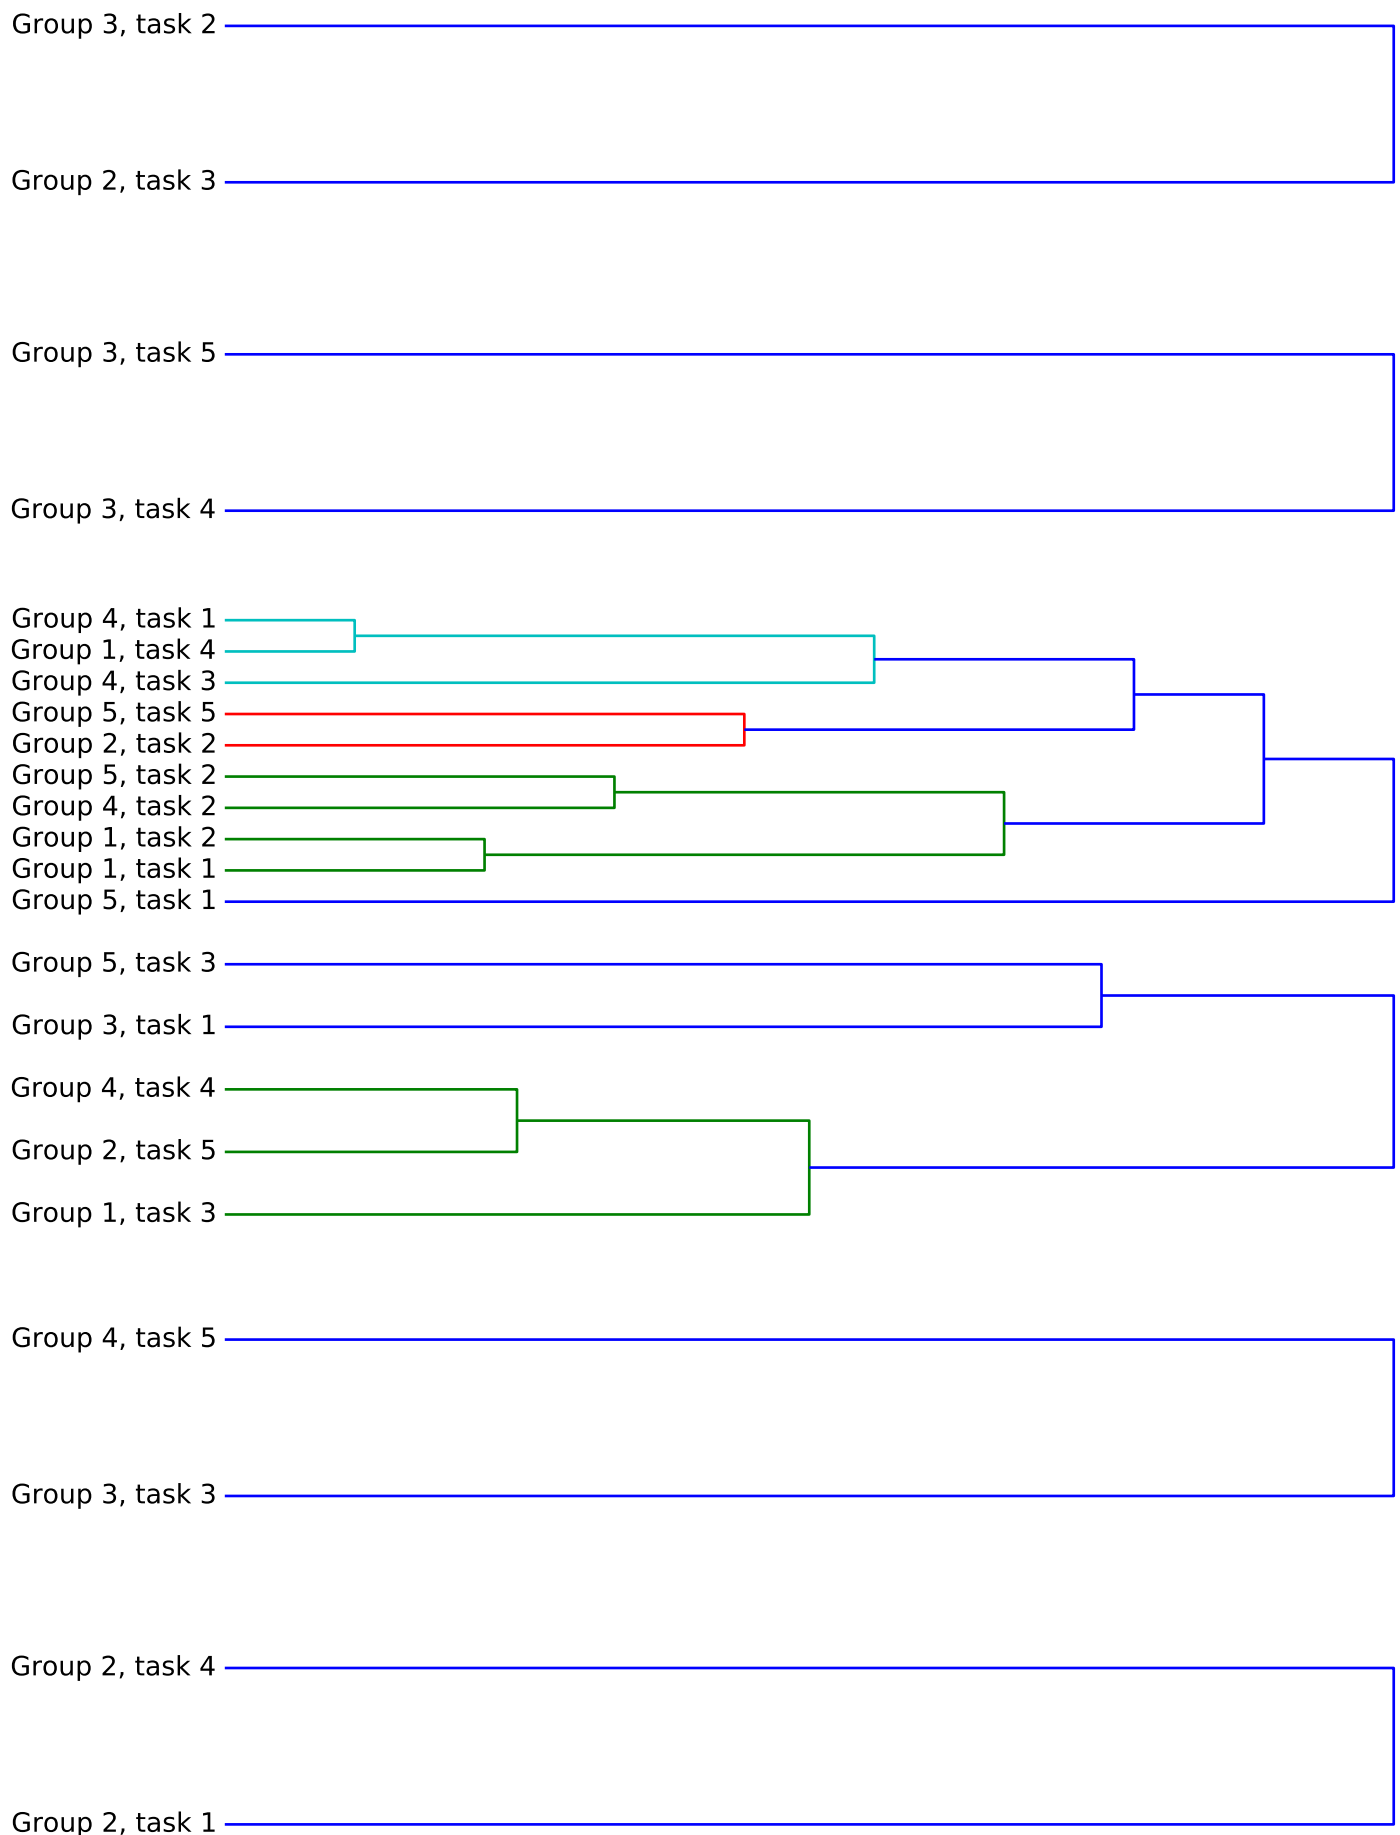 Group 3, task 2
Group 2, task 3
Group 3, task 5
Group 3, task 4
Group 4, task 1
Group 1, task 4
Group 4, task 3
Group 5, task 5
Group 2, task 2
Group 5, task 2
Group 4, task 2
Group 1, task 2
Group 1, task 1
Group 5, task 1
Group 5, task 3
Group 3, task 1
Group 4, task 4
Group 2, task 5
Group 1, task 3
Group 4, task 5
Group 3, task 3
Group 2, task 4
Group 2, task 1